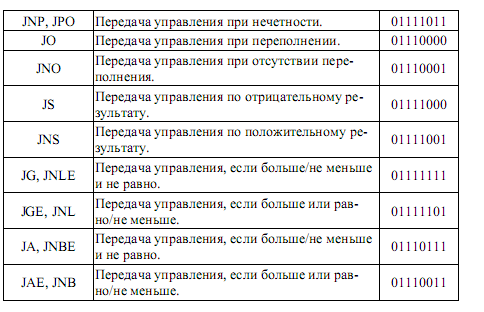 JNP, JPO Передача управления при нечетности. 01111011
JO Передача управления при переполнении. 01110000
JNO Передача управления при отсутствии пере-
полнения. 01110001
JS Передача управления по отрицательному ре-
зультату. 01111000
JNS Передача управления по положительному ре-
зультату. 01111001
JG, JNLE Передача управления, если больше/не меньше
и не равно. 01111111
JGE, JNL Передача управления, если больше или рав-
но/не меньше. 01111101
JA, JNBE Передача управления, если больше/не меньше
и не равно. 01110111
JAE, JNB Передача управления, если больше или рав-
но/не меньше. 01110011